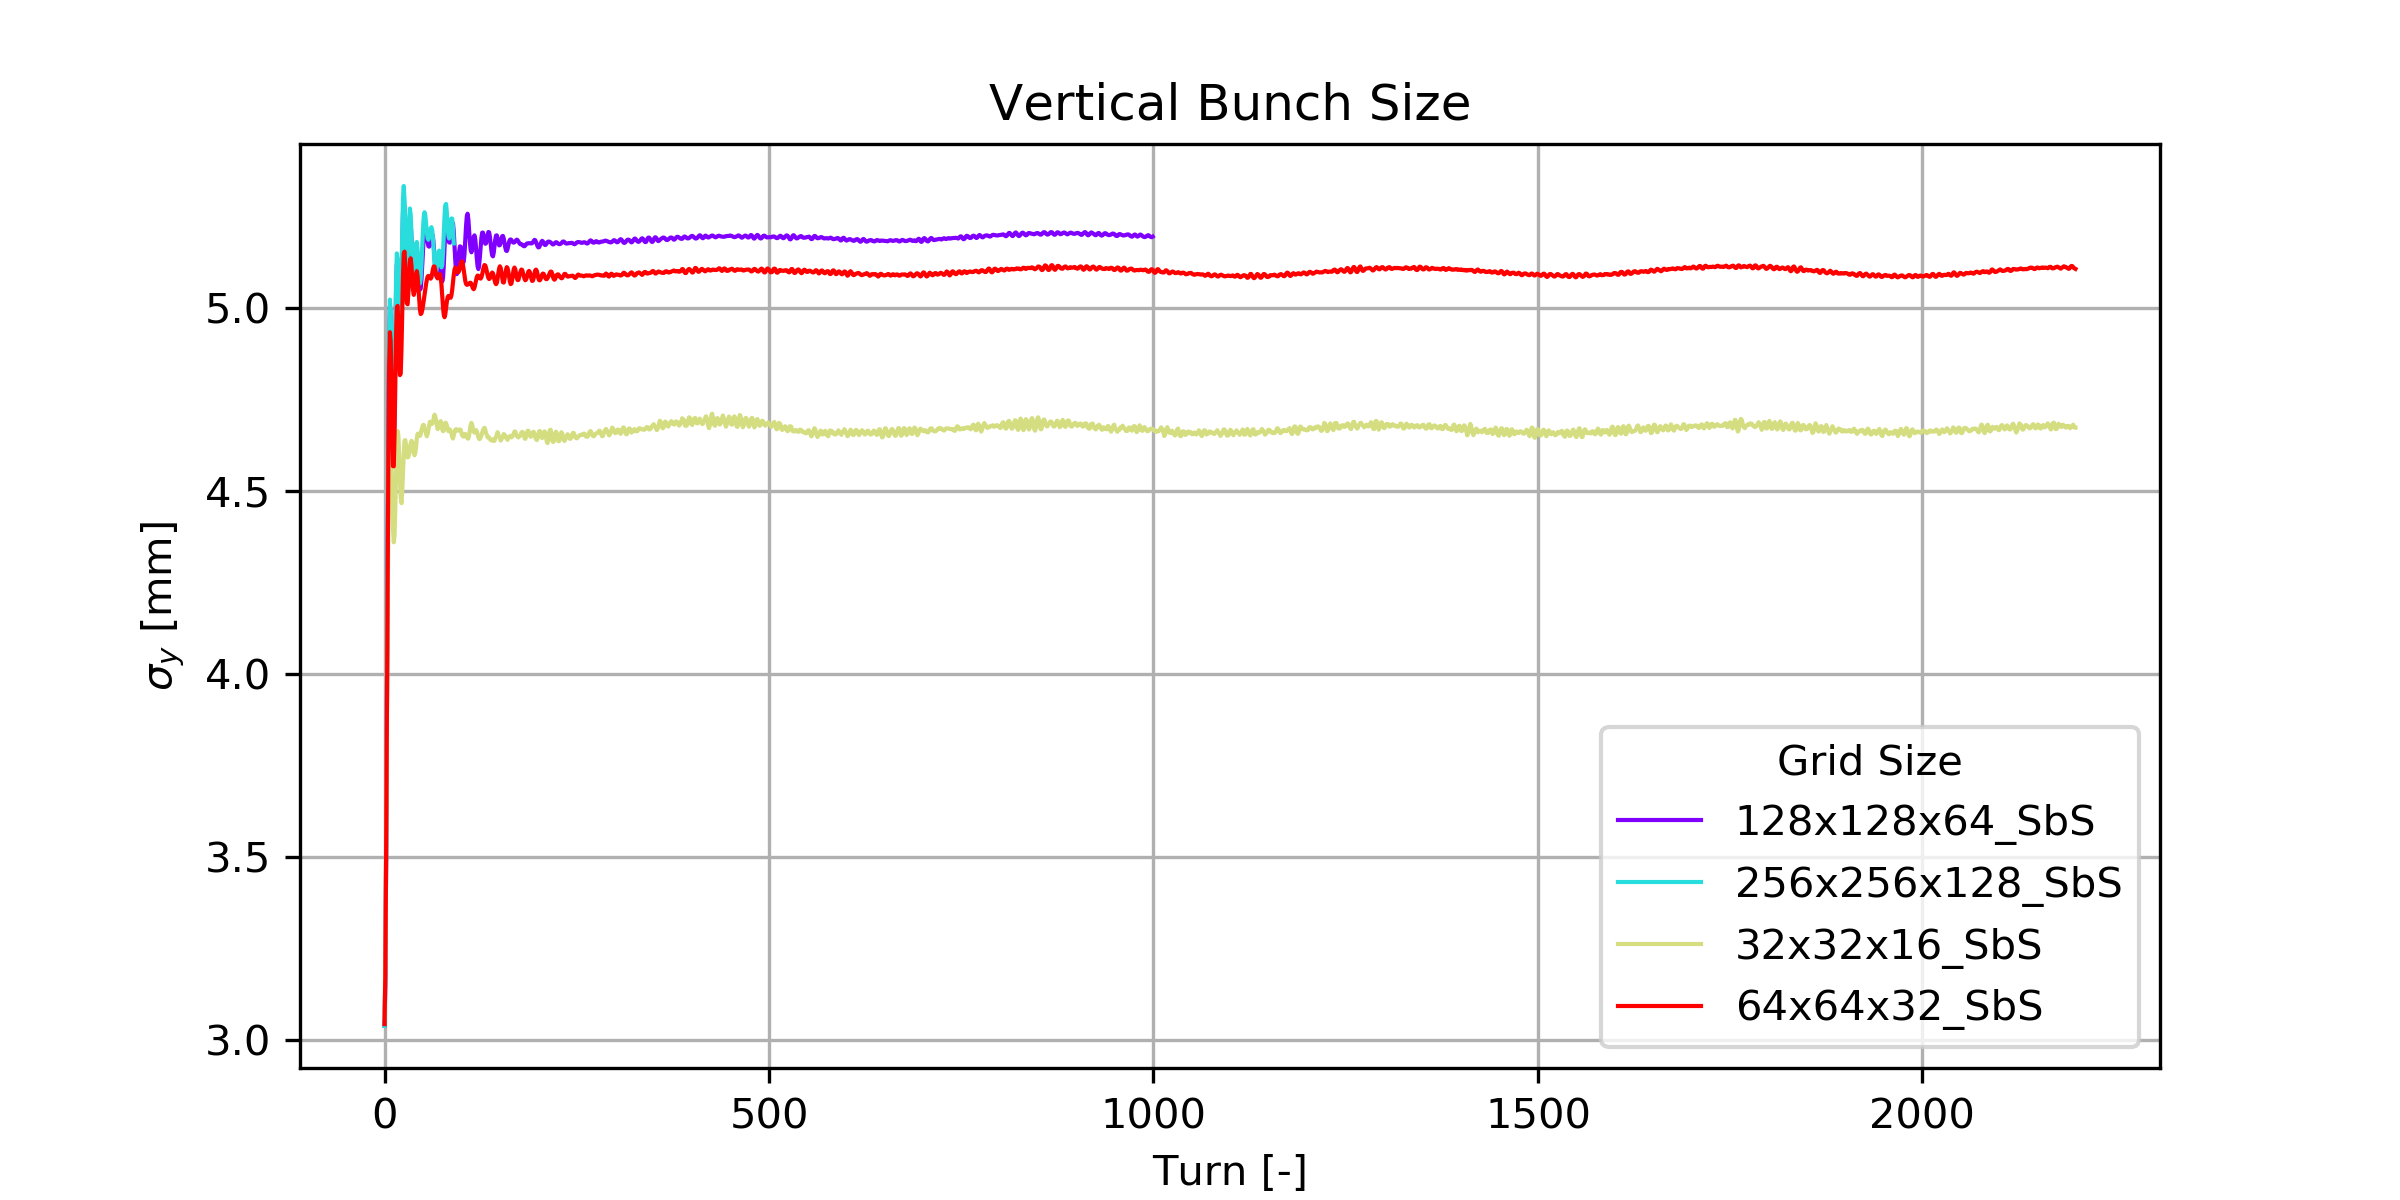 Vertical Bunch Size
σy [mm]
5.0
4.5
4.0
3.5
3.0
0 500 1000 1500 2000
Turn [-]
Grid Size
128x128x64_SbS
256x256x128_SbS
32x32x16_SbS
64x64x32_SbS